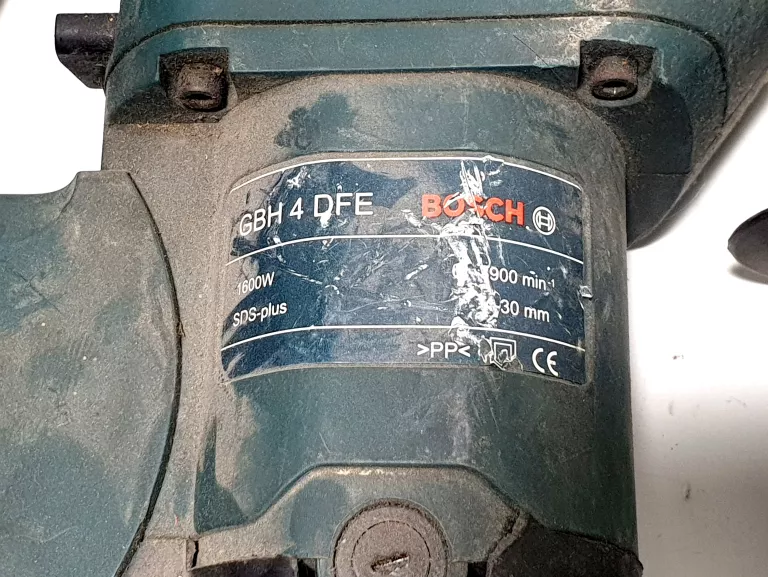 GBH 4 DFE BOSCH
1600W 900 min⁻¹
SDS-plus 30 mm
>PP< CE